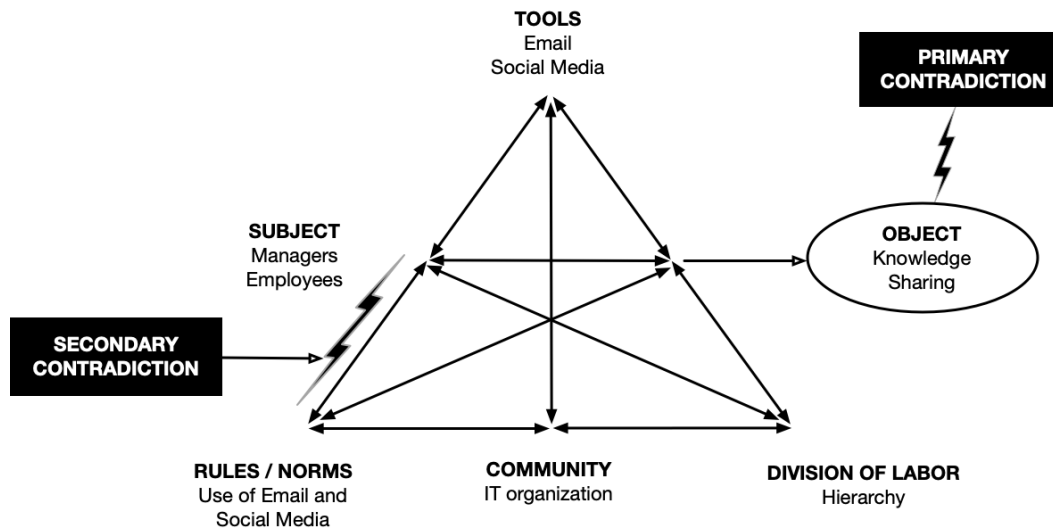 TOOLS
Email
Social Media
PRIMARY
CONTRADICTION
SUBJECT
Managers
Employees
OBJECT
Knowledge
Sharing
SECONDARY
CONTRADICTION
RULES / NORMS
Use of Email and
Social Media
COMMUNITY
IT organization
DIVISION OF LABOR
Hierarchy